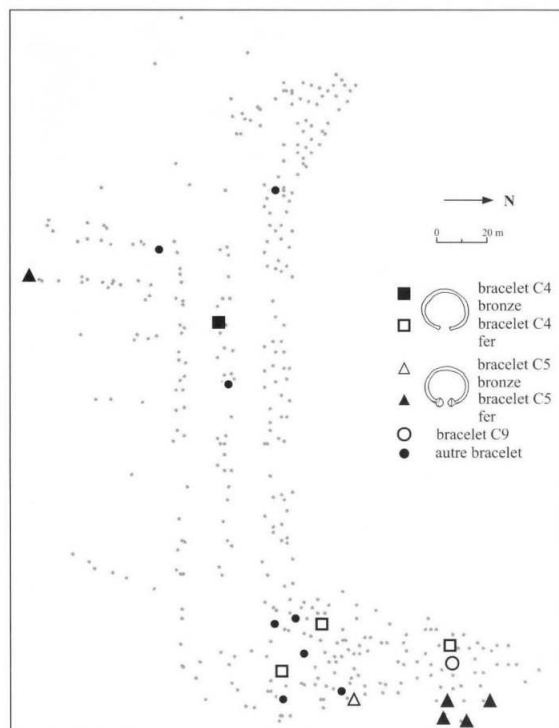 N
0 20 m
bracelet C4
bronze
bracelet C4
fer
bracelet C5
bronze
bracelet C5
fer
bracelet C9
autre bracelet